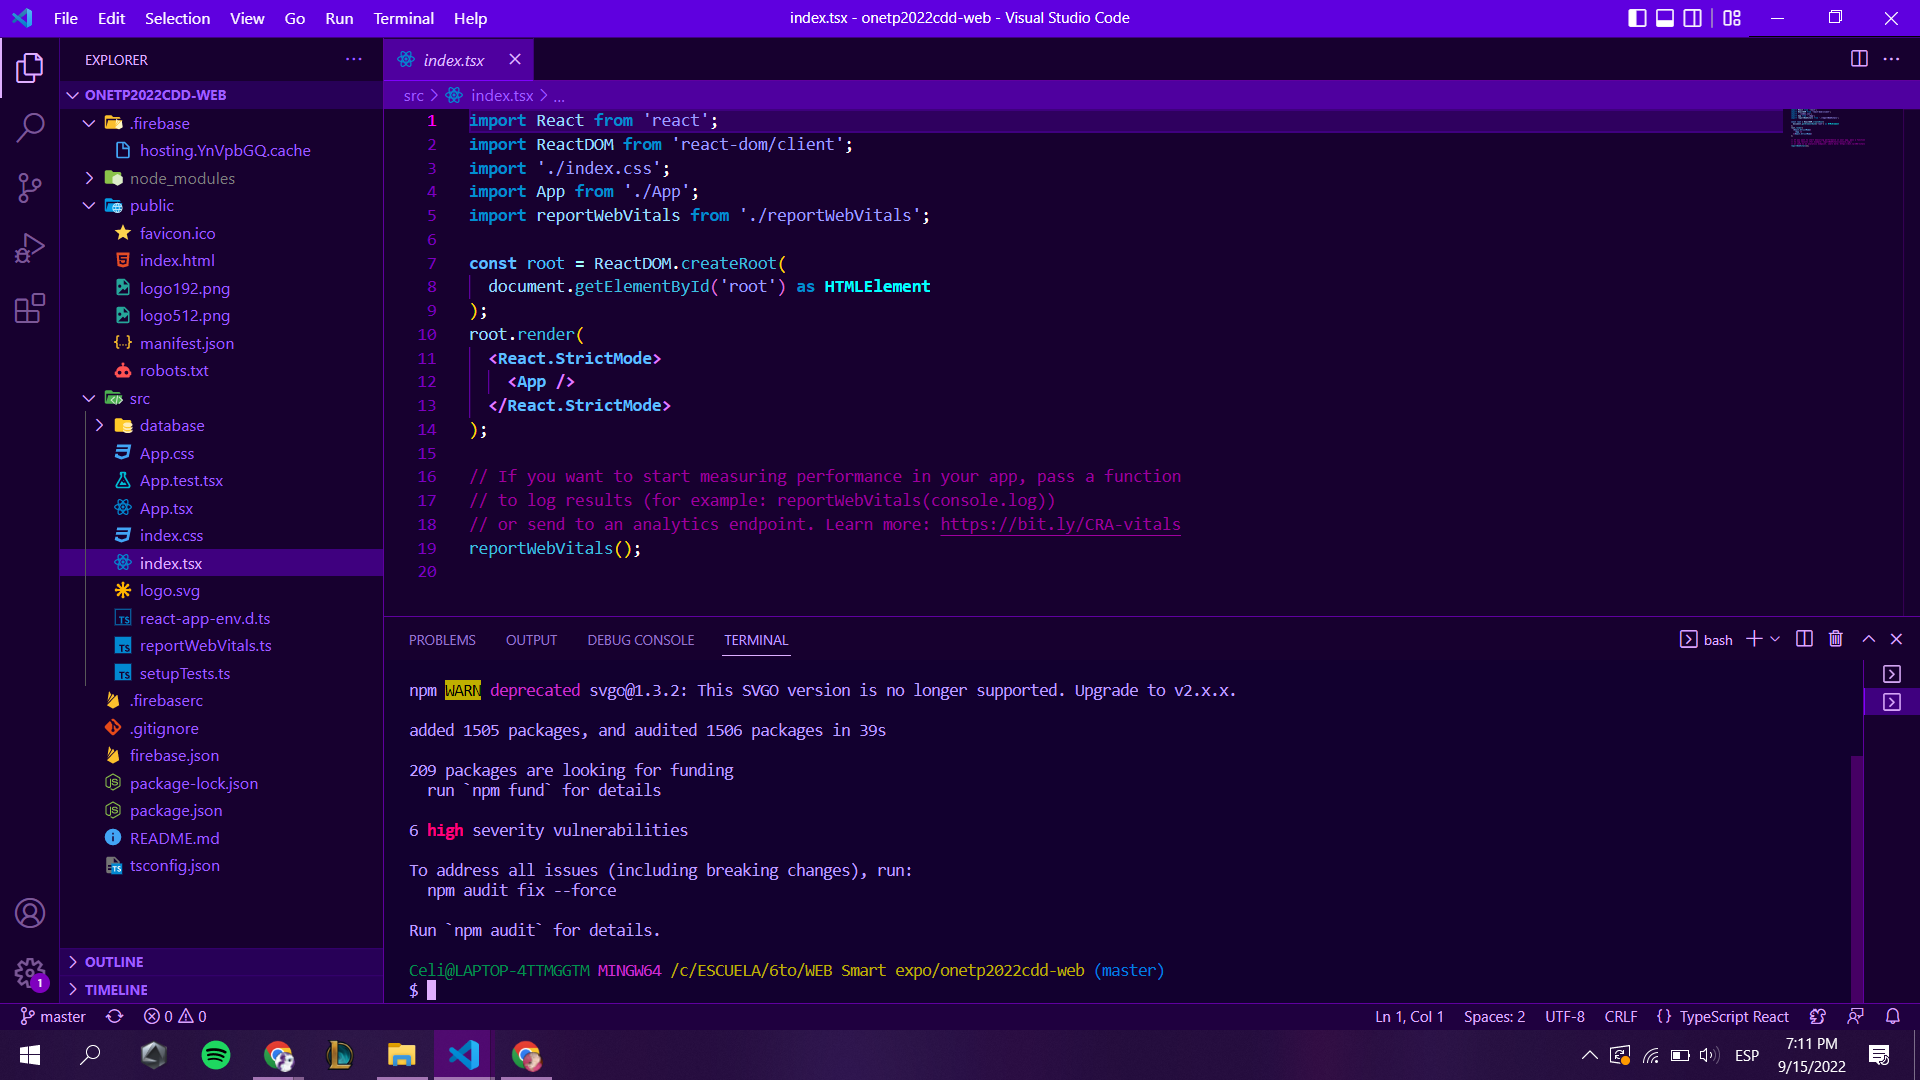 File Edit Selection View Go Run Terminal Help
index.tsx - onetp2022cdd-web - Visual Studio Code
EXPLORER
ONETP2022CDD-WEB
.firebase
hosting.YnVpbGQ.cache
node_modules
public
favicon.ico
index.html
logo192.png
logo512.png
manifest.json
robots.txt
src
database
App.css
App.test.tsx
App.tsx
index.css
index.tsx
logo.svg
react-app-env.d.ts
reportWebVitals.ts
setupTests.ts
.firebaserc
.gitignore
firebase.json
package-lock.json
package.json
README.md
tsconfig.json
OUTLINE
TIMELINE
index.tsx
src > index.tsx > ...
1 import React from 'react';
2 import ReactDOM from 'react-dom/client';
3 import './index.css';
4 import App from './App';
5 import reportWebVitals from './reportWebVitals';
6
7 const root = ReactDOM.createRoot(
8 document.getElementById('root') as HTMLElement
9 );
10 root.render(
11 <React.StrictMode>
12 <App />
13 </React.StrictMode>
14 );
15
16 // If you want to start measuring performance in your app, pass a function
17 // to log results (for example: reportWebVitals(console.log))
18 // or send to an analytics endpoint. Learn more: https://bit.ly/CRA-vitals
19 reportWebVitals();
20
PROBLEMS OUTPUT DEBUG CONSOLE TERMINAL
bash
npm WARN deprecated svgo@1.3.2: This SVGO version is no longer supported. Upgrade to v2.x.x.
added 1505 packages, and audited 1506 packages in 39s
209 packages are looking for funding
run `npm fund` for details
6 high severity vulnerabilities
To address all issues (including breaking changes), run:
npm audit fix --force
Run `npm audit` for details.
Celi@LAPTOP-4TTMGGTM MINGW64 /c/ESCUELA/6to/WEB Smart expo/onetp2022cdd-web (master)
$
1
master 0 0
Ln 1, Col 1 Spaces: 2 UTF-8 CRLF {} TypeScript React
ESP
7:11 PM
9/15/2022